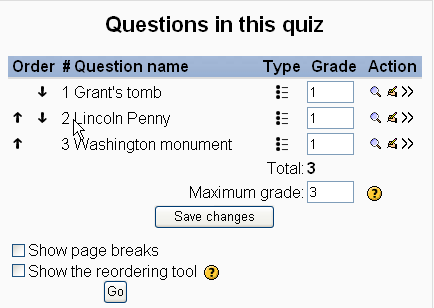 Questions in this quiz
Order # Question name Type Grade Action
1 Grant's tomb 1
2 Lincoln Penny 1
3 Washington monument 1
Total: 3
Maximum grade: 3 ?
Save changes
Show page breaks
Show the reordering tool ?
Go